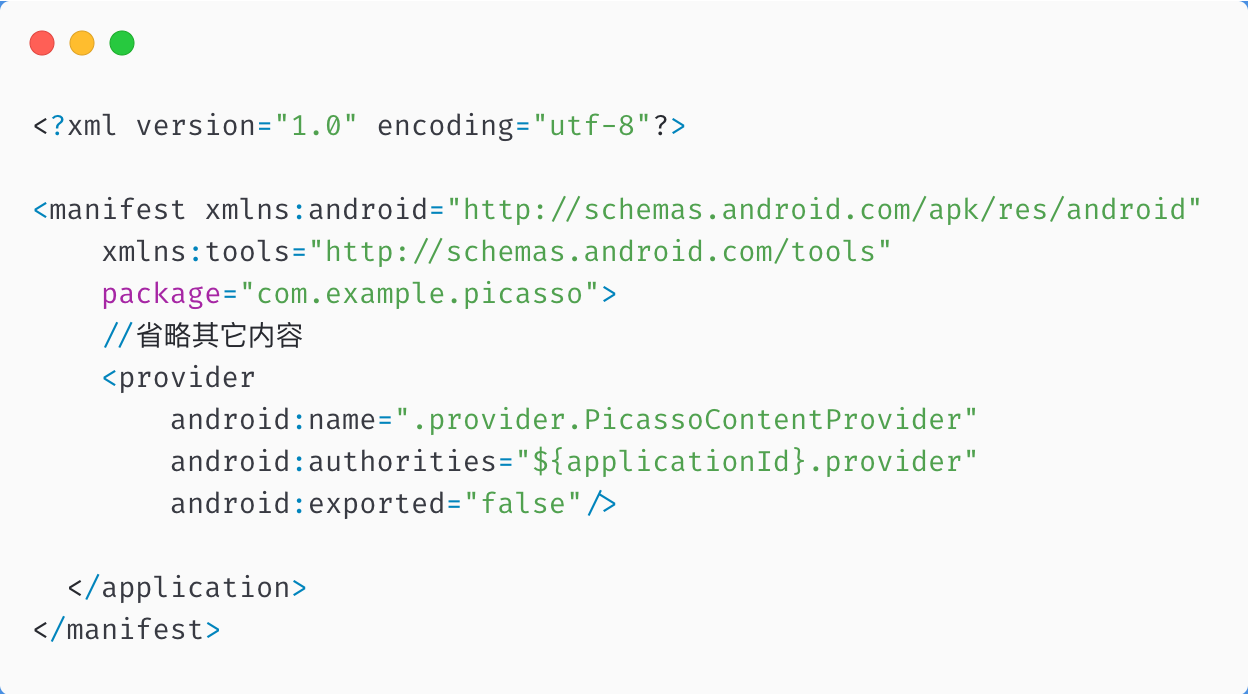 <?xml version="1.0" encoding="utf-8"?>
<manifest xmlns:android="http://schemas.android.com/apk/res/android"
xmlns:tools="http://schemas.android.com/tools"
package="com.example.picasso">
//省略其它内容
<provider
android:name=".provider.PicassoContentProvider"
android:authorities="${applicationId}.provider"
android:exported="false"/>
</application>
</manifest>